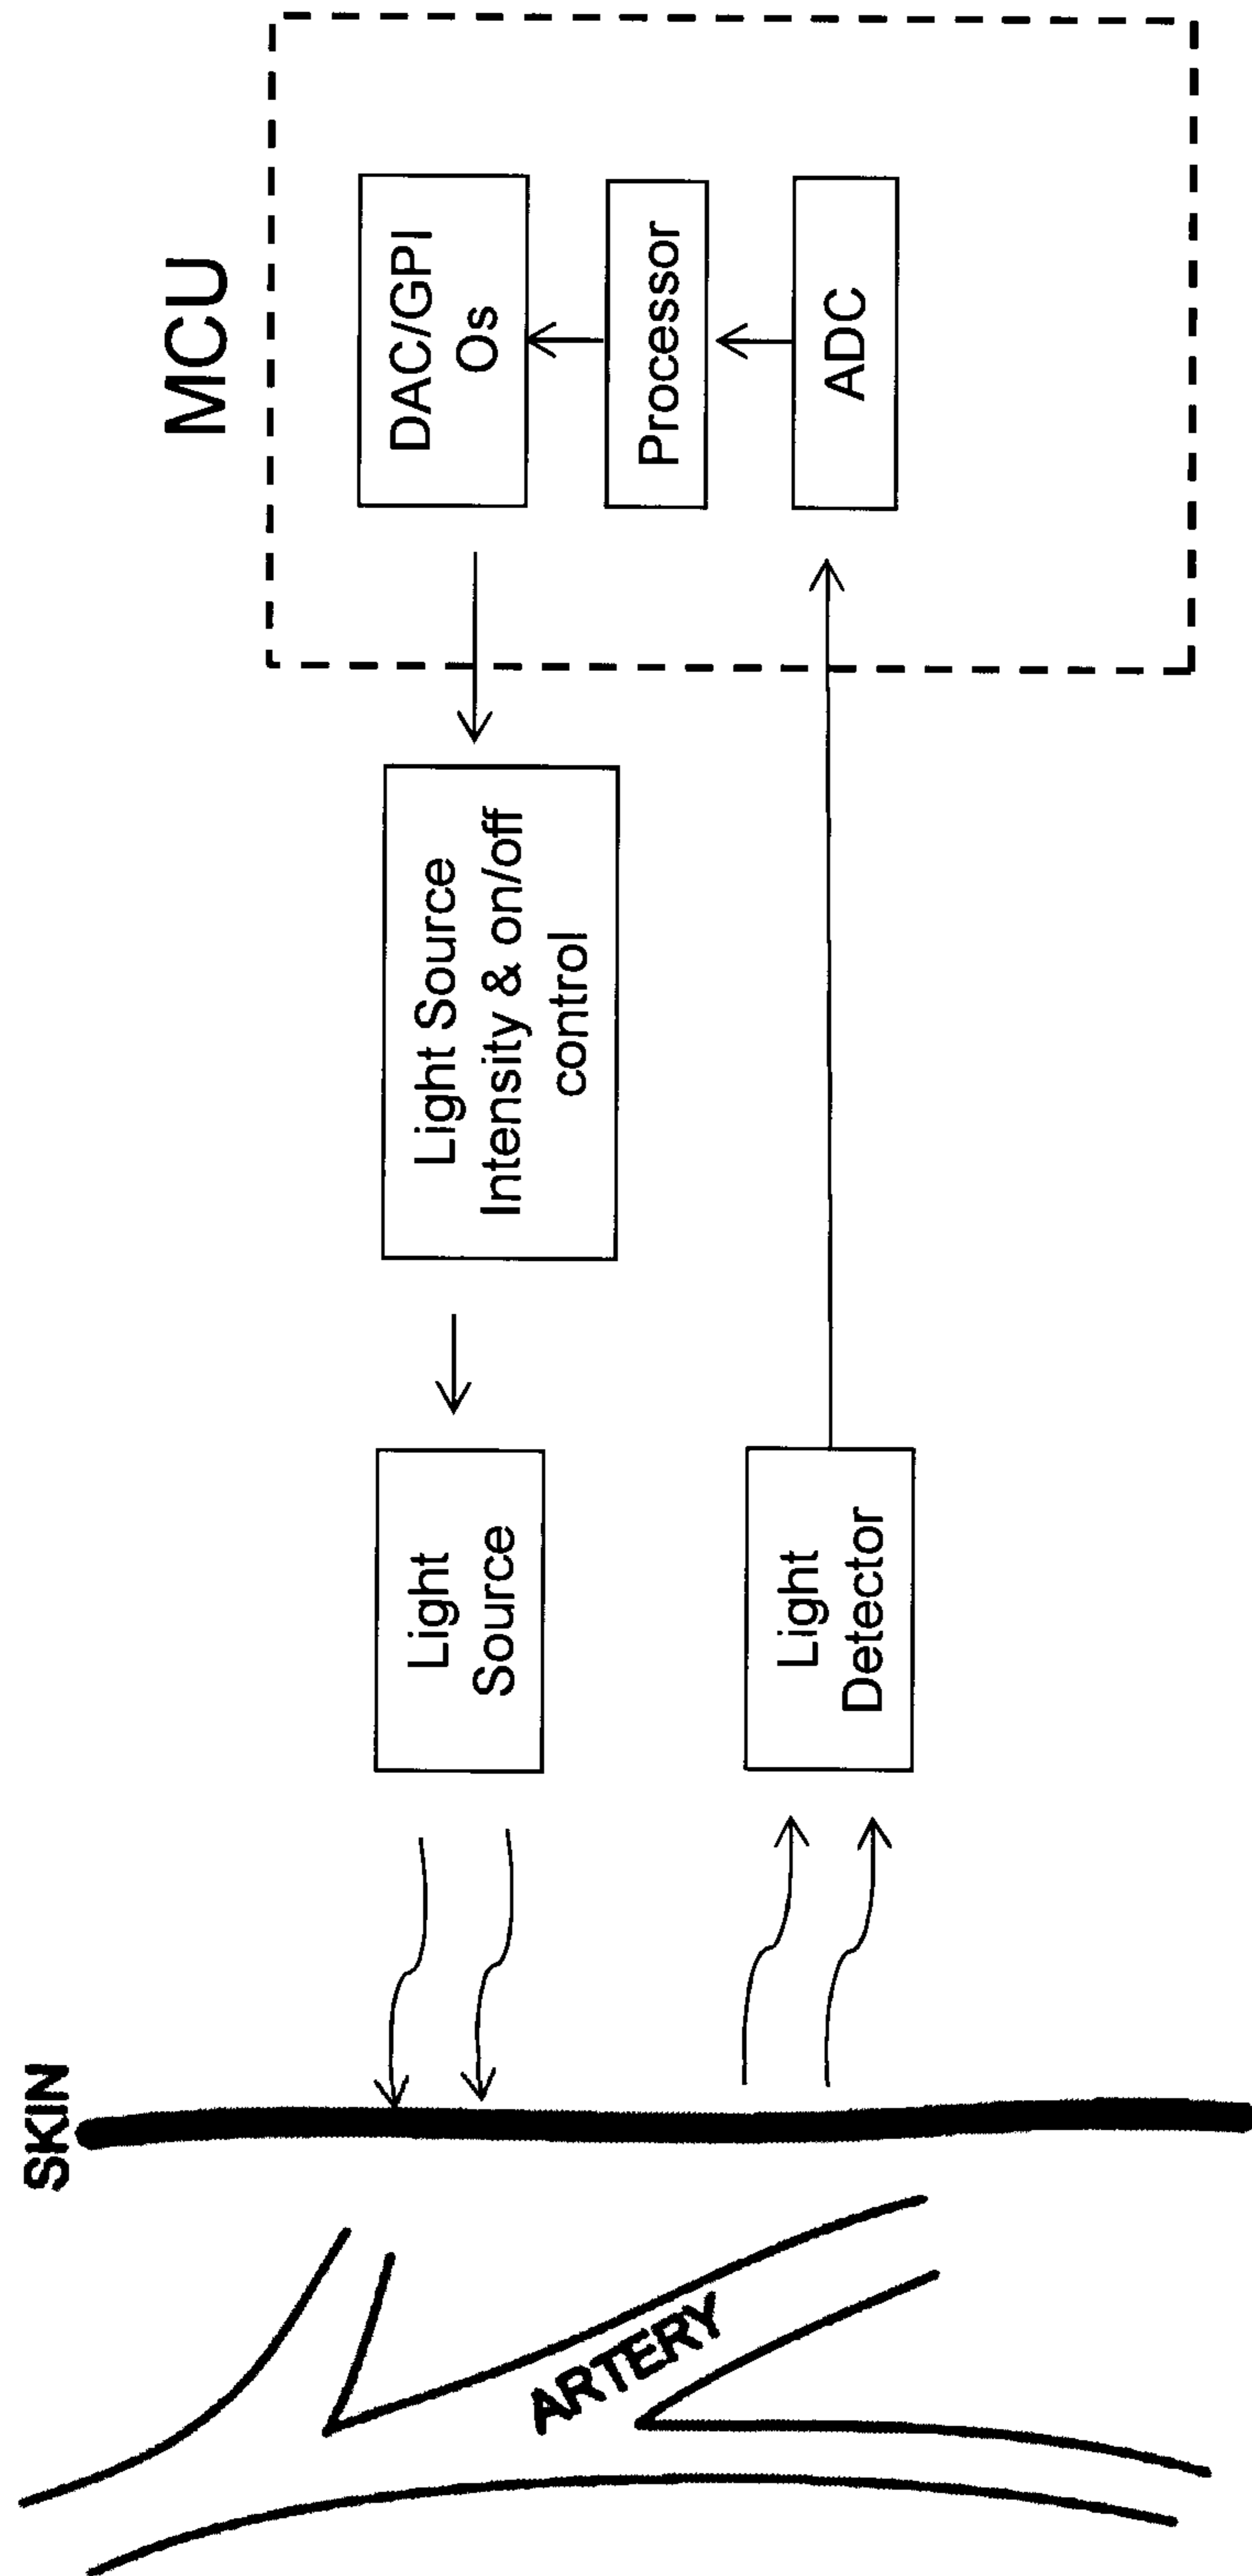 SKIN
ARTERY
Light
Source
Light
Detector
Light Source
Intensity & on/off
control
MCU
DAC/GPI
Os
Processor
ADC